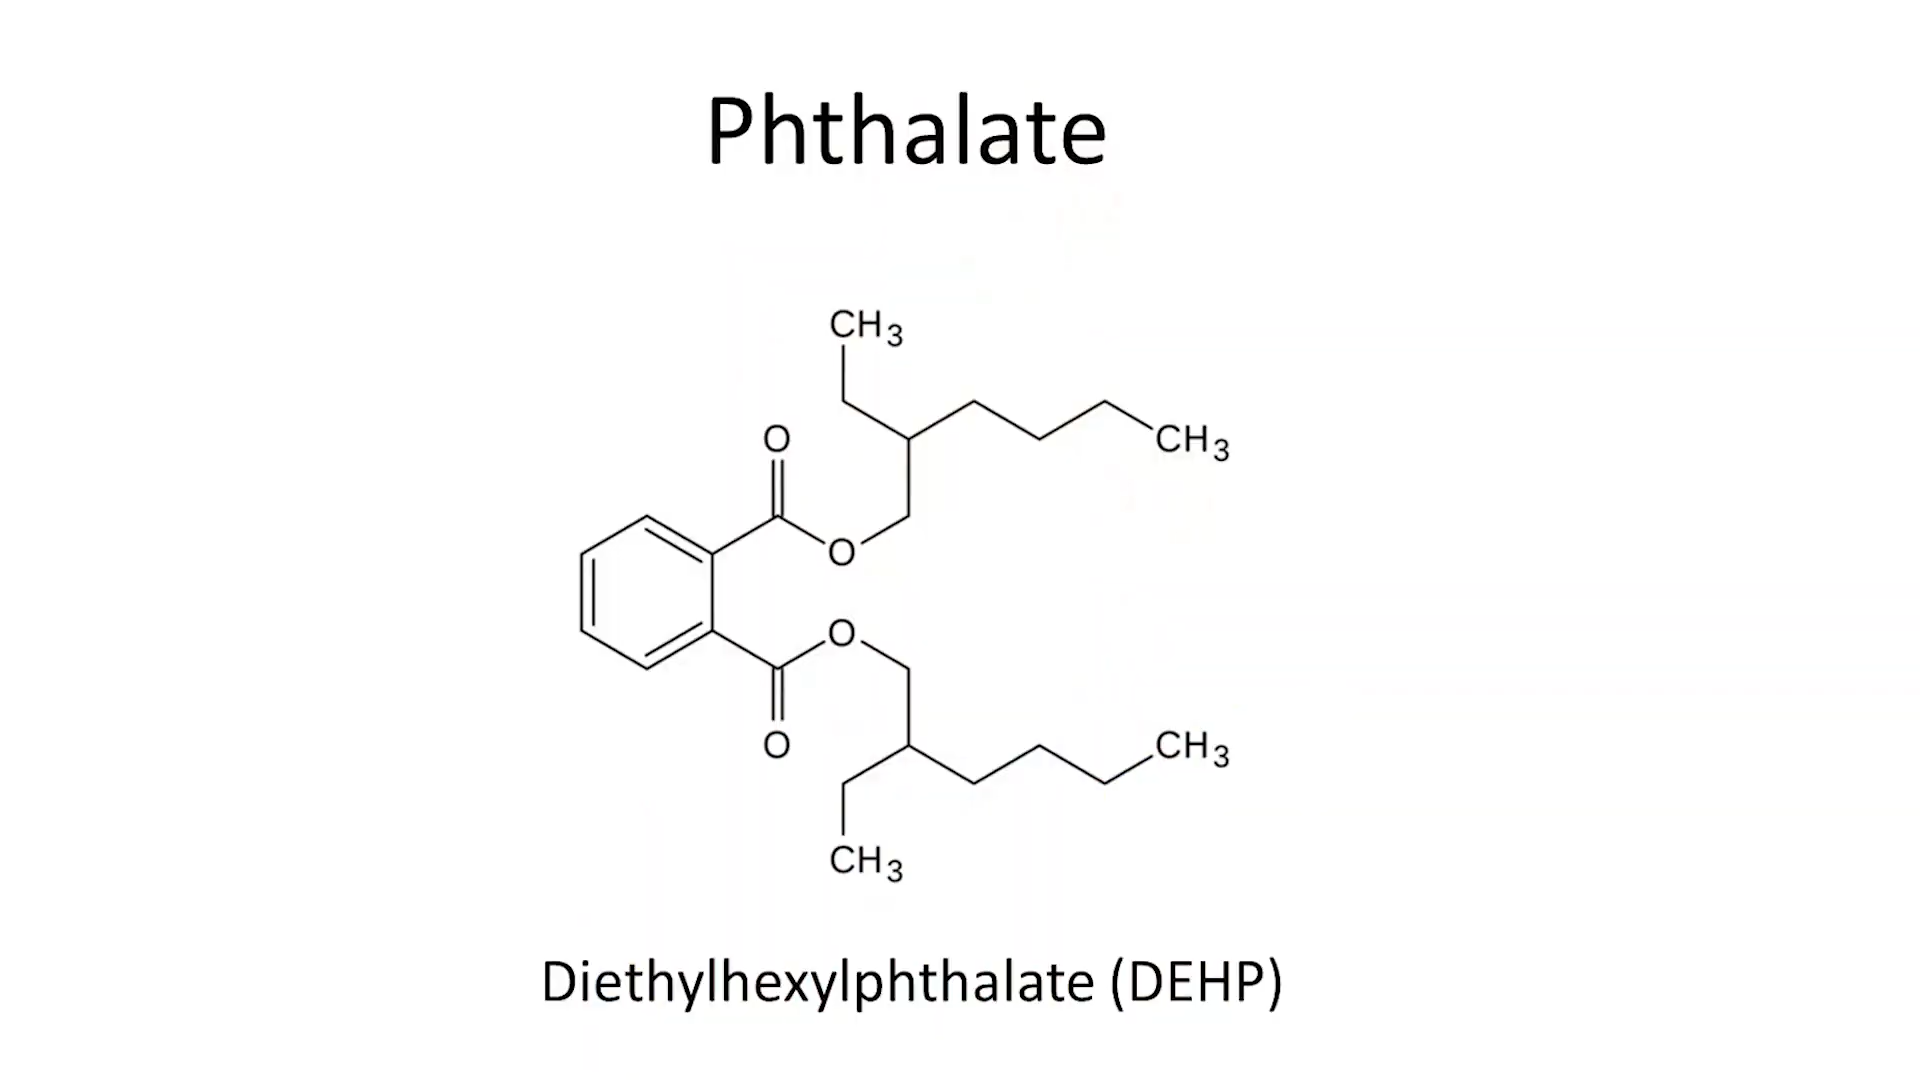 Phthalate
CH3
O
CH3
O
O
O
CH3
CH3
Diethylhexylphthalate (DEHP)